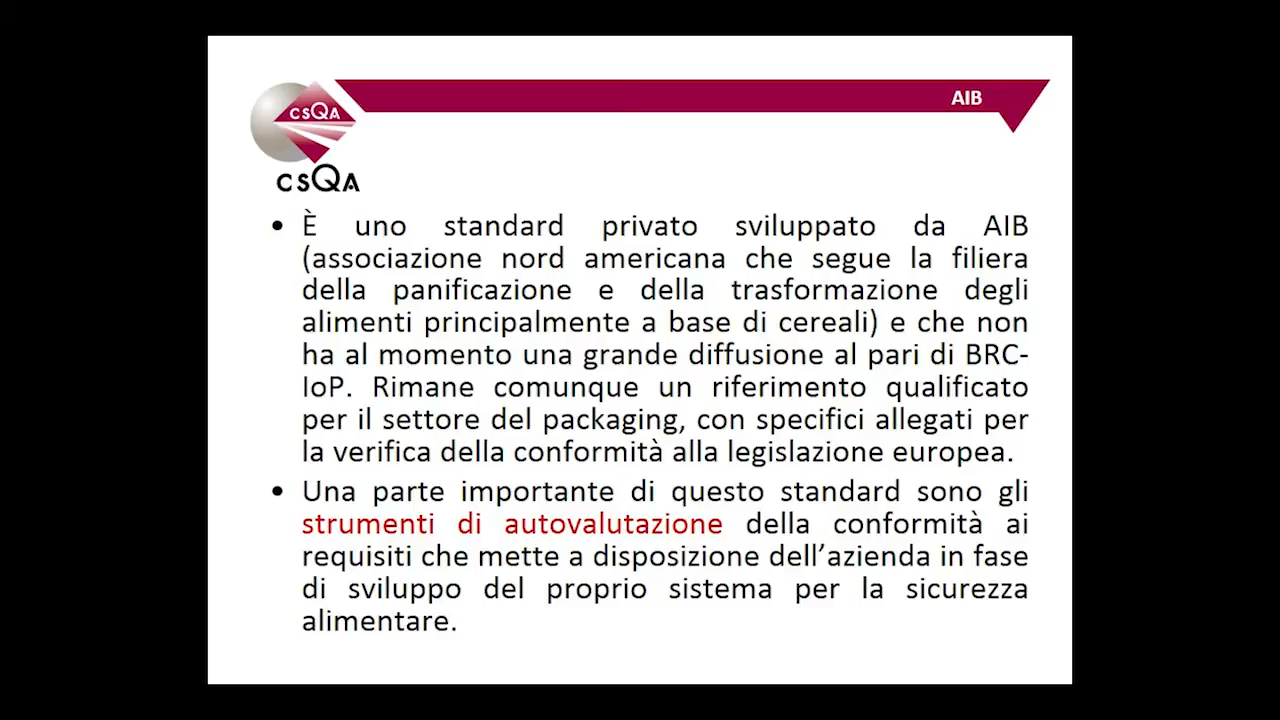 AIB
CSQA
CSQA
• È uno standard privato sviluppato da AIB
(associazione nord americana che segue la filiera
della panificazione e della trasformazione degli
alimenti principalmente a base di cereali) e che non
ha al momento una grande diffusione al pari di BRC-
IoP. Rimane comunque un riferimento qualificato
per il settore del packaging, con specifici allegati per
la verifica della conformità alla legislazione europea.
• Una parte importante di questo standard sono gli
strumenti di autovalutazione della conformità ai
requisiti che mette a disposizione dell’azienda in fase
di sviluppo del proprio sistema per la sicurezza
alimentare.